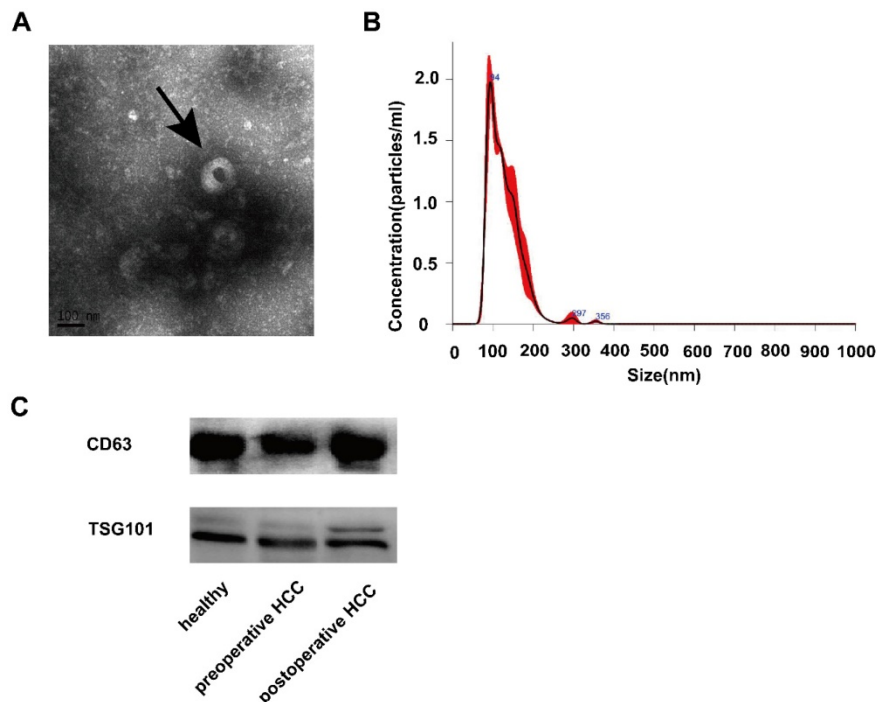 A
100 nm
B
Concentration(particles/ml)
2.0
1.5
1.0
0.5
0
94
297
356
0 100 200 300 400 500 600 700 800 900 1000
Size(nm)
C
CD63
TSG101
healthy
preoperative HCC
postoperative HCC